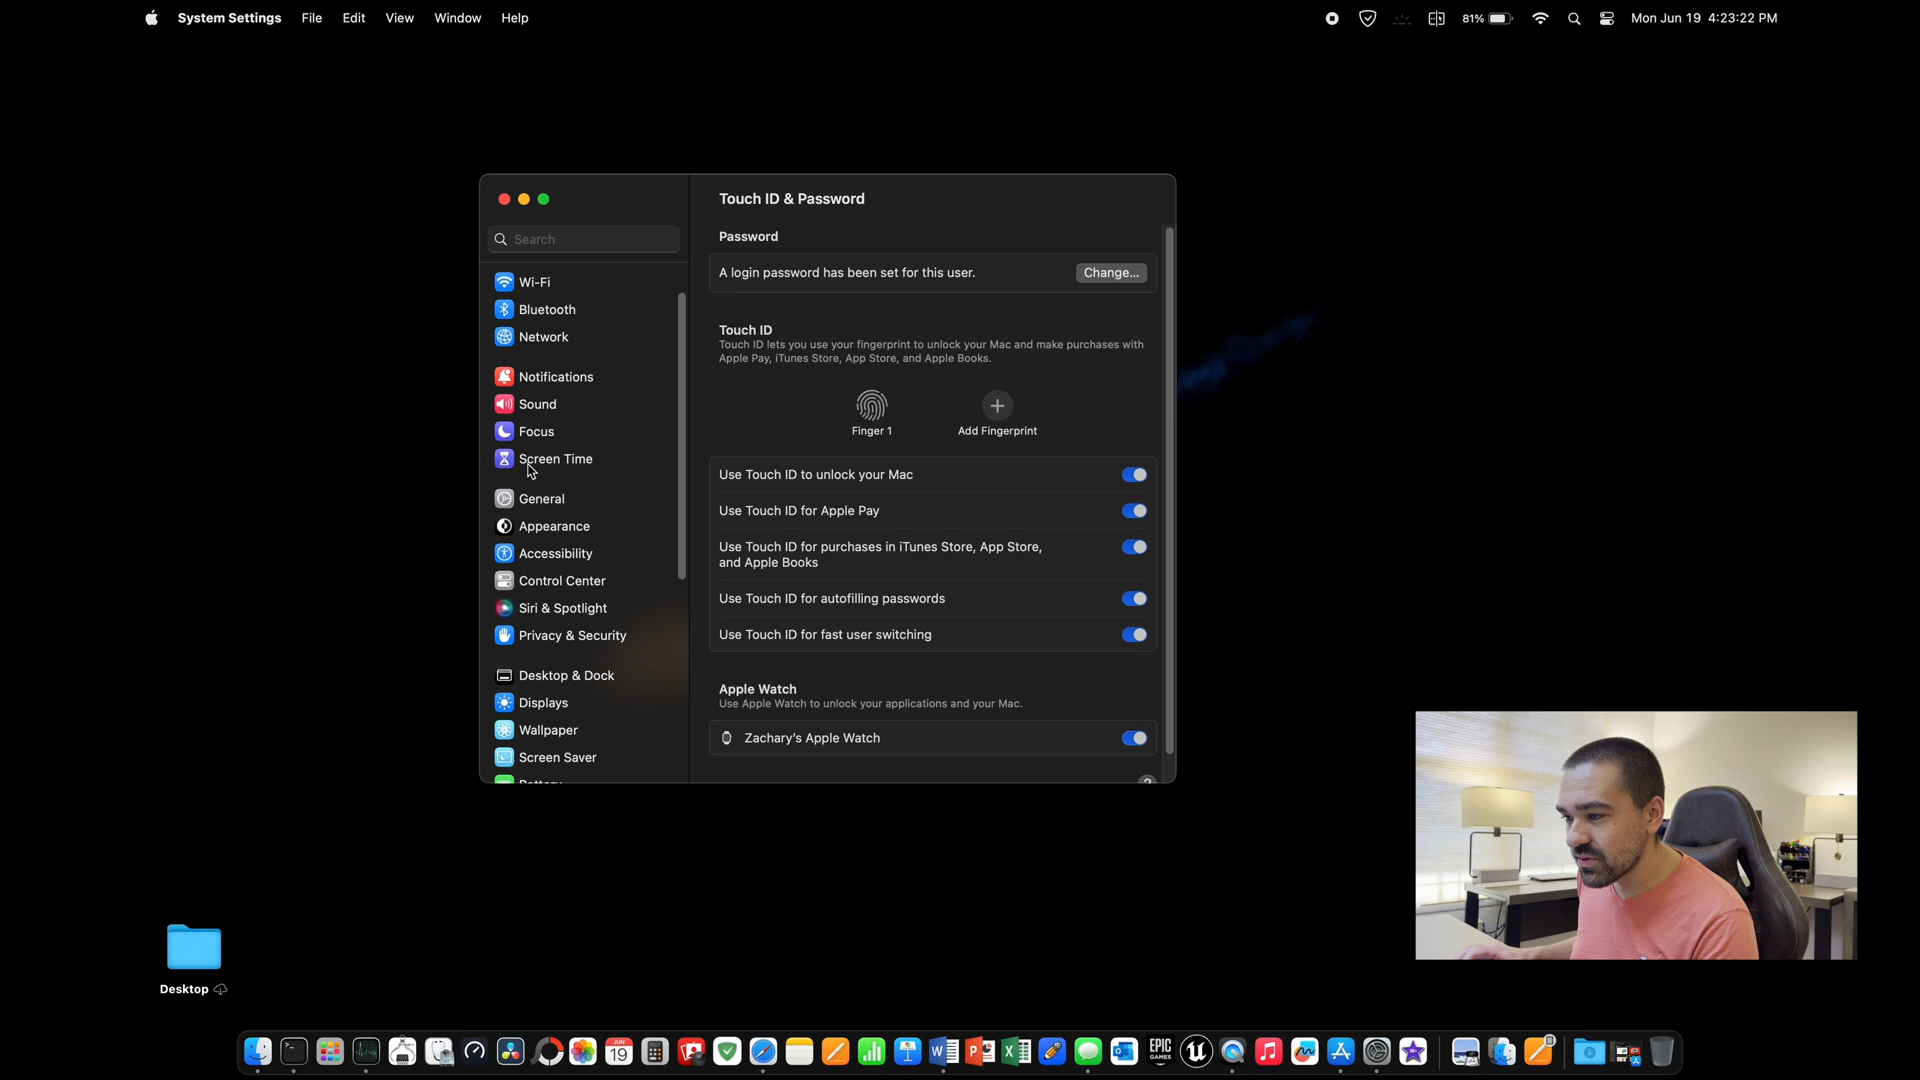 System Settings File Edit View Window Help
81% Mon Jun 19 4:23:22 PM
Touch ID & Password
Search
Wi-Fi
Bluetooth
Network
Notifications
Sound
Focus
Screen Time
General
Appearance
Accessibility
Control Center
Siri & Spotlight
Privacy & Security
Desktop & Dock
Displays
Wallpaper
Screen Saver
Battery
Password
A login password has been set for this user.
Change...
Touch ID
Touch ID lets you use your fingerprint to unlock your Mac and make purchases with
Apple Pay, iTunes Store, App Store, and Apple Books.
Finger 1
Add Fingerprint
Use Touch ID to unlock your Mac
Use Touch ID for Apple Pay
Use Touch ID for purchases in iTunes Store, App Store,
and Apple Books
Use Touch ID for autofilling passwords
Use Touch ID for fast user switching
Apple Watch
Use Apple Watch to unlock your applications and your Mac.
Zachary's Apple Watch
?
Desktop
JUN
19
EPIC
GAMES